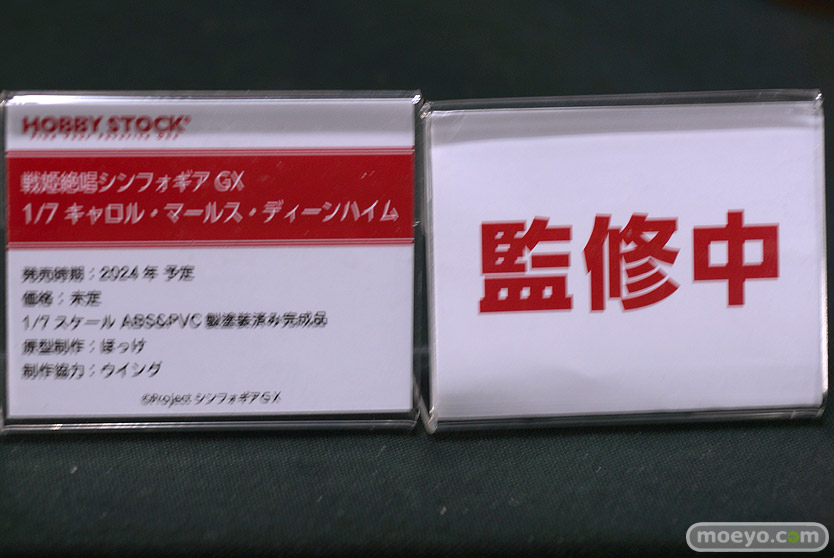 HOBBY STOCK
戦姫絶唱シンフォギア GX
1/7 キャロル・マールス・ディーンハイム
発売時期：2024 年 予定
価格：未定
1/7 スケール ABS&PVC 製塗装済み完成品
原型制作：ほっけ
制作協力：ウイング
©Project シンフォギアGX
監修中
moeyo.com